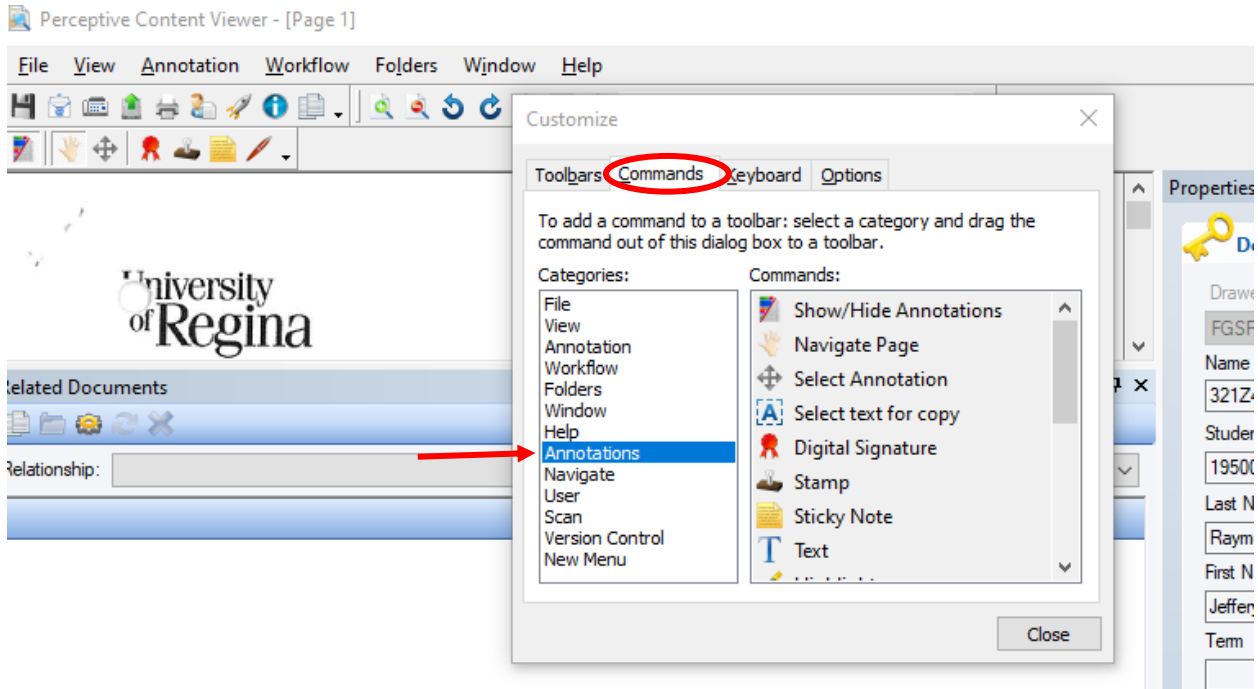 Perceptive Content Viewer - [Page 1]
File View Annotation Workflow Folders Window Help
Customize
Toolbars Commands Keyboard Options
To add a command to a toolbar: select a category and drag the
command out of this dialog box to a toolbar.
Categories:
File
View
Annotation
Workflow
Folders
Window
Help
Annotations
Navigate
User
Scan
Version Control
New Menu
Commands:
Show/Hide Annotations
Navigate Page
Select Annotation
Select text for copy
Digital Signature
Stamp
Sticky Note
Text
Close
University
of Regina
Related Documents
Relationship:
Properties
Name
Last N
Raym
First N
Jeffery
Term